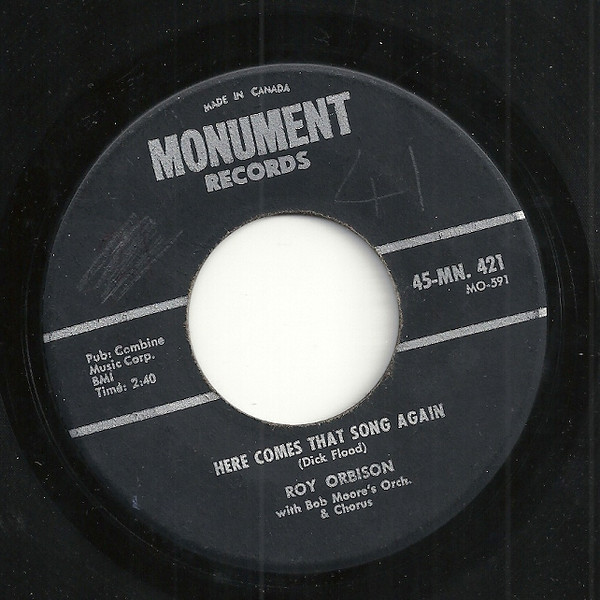 MADE IN CANADA
MONUMENT
RECORDS
41
45-MN. 421
MO-591
Pub: Combine
Music Corp.
BMI
Time: 2:40
HERE COMES THAT SONG AGAIN
(Dick Flood)
ROY ORBISON
with Bob Moore's Orch.
& Chorus